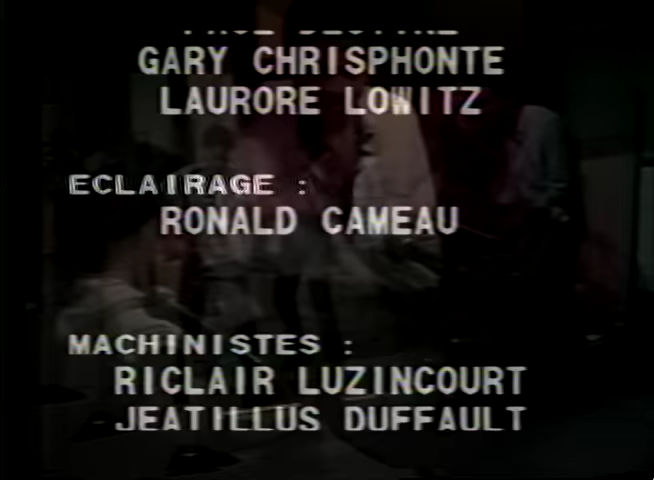 GARY CHRISPHONTE
LAURORE LOWITZ
ECLAIRAGE :
RONALD CAMEAU
MACHINISTES :
RICLAIR LUZINCOURT
JEATILLUS DUFFAULT